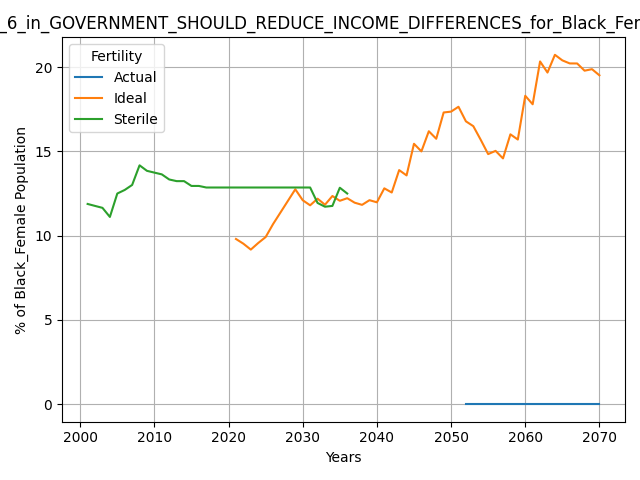 _6_in_GOVERNMENT_SHOULD_REDUCE_INCOME_DIFFERENCES_for_Black_Fem
Fertility
Actual
Ideal
Sterile
% of Black_Female Population
20
15
10
5
0
2000 2010 2020 2030 2040 2050 2060 2070
Years